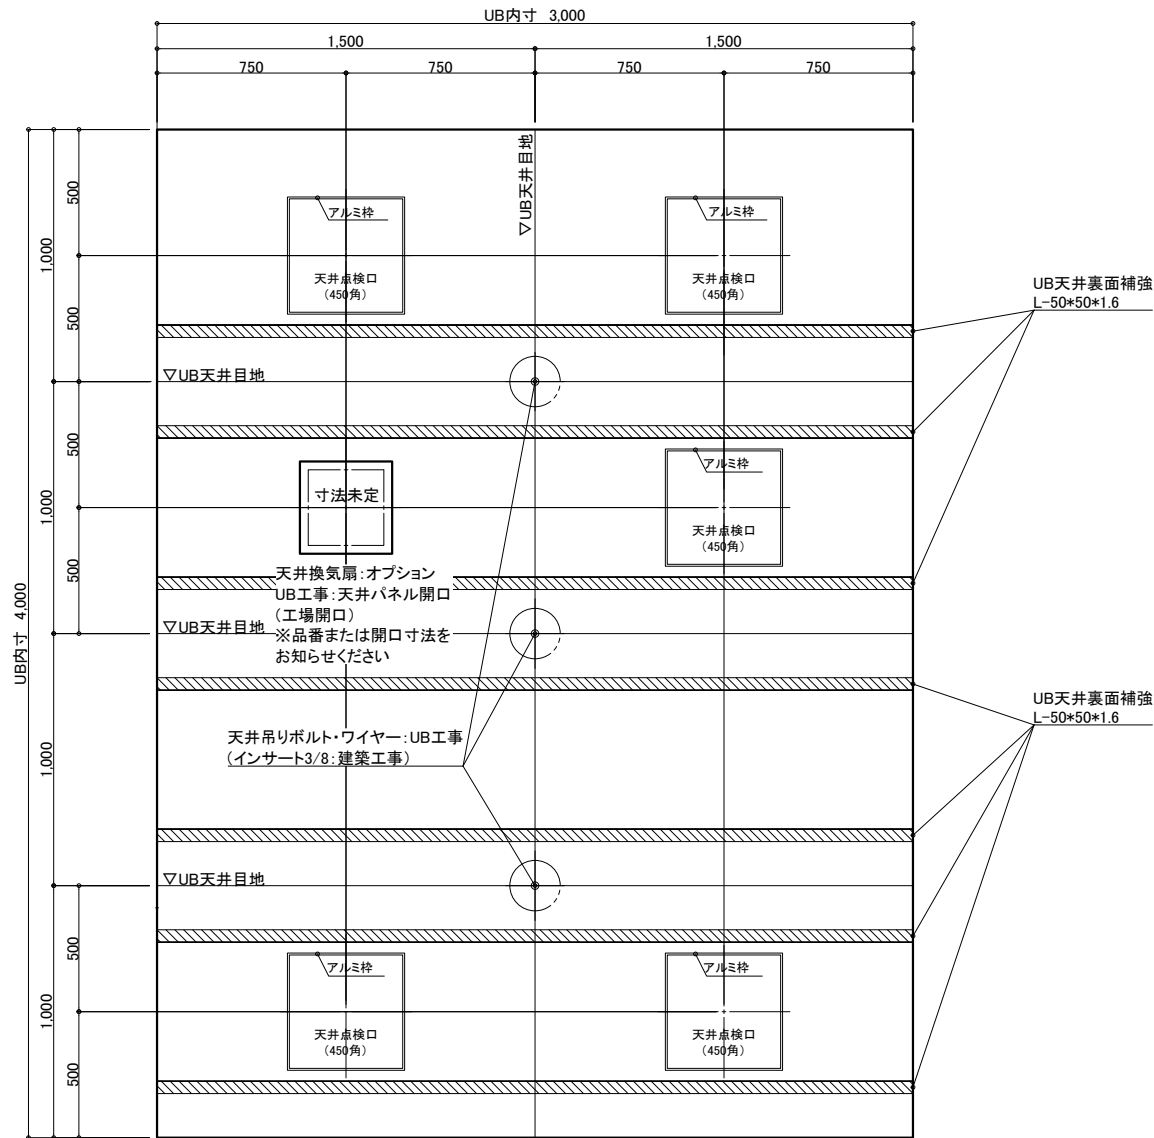 UB内寸 3,000
1,500
1,500
750
750
750
750
▽UB天井目地
500
アルミ枠
アルミ枠
1,000
天井点検口
(450角)
天井点検口
(450角)
UB天井裏面補強
L-50*50*1.6
500
▽UB天井目地
500
アルミ枠
寸法未定
1,000
天井点検口
(450角)
500
天井換気扇:オプション
UB工事:天井パネル開口
(工場開口)
※品番または開口寸法を
お知らせください
▽UB天井目地
UB内寸 4,000
UB天井裏面補強
L-50*50*1.6
天井吊りボルト・ワイヤー:UB工事
(インサート3/8:建築工事)
1,000
▽UB天井目地
500
アルミ枠
アルミ枠
1,000
天井点検口
(450角)
天井点検口
(450角)
500